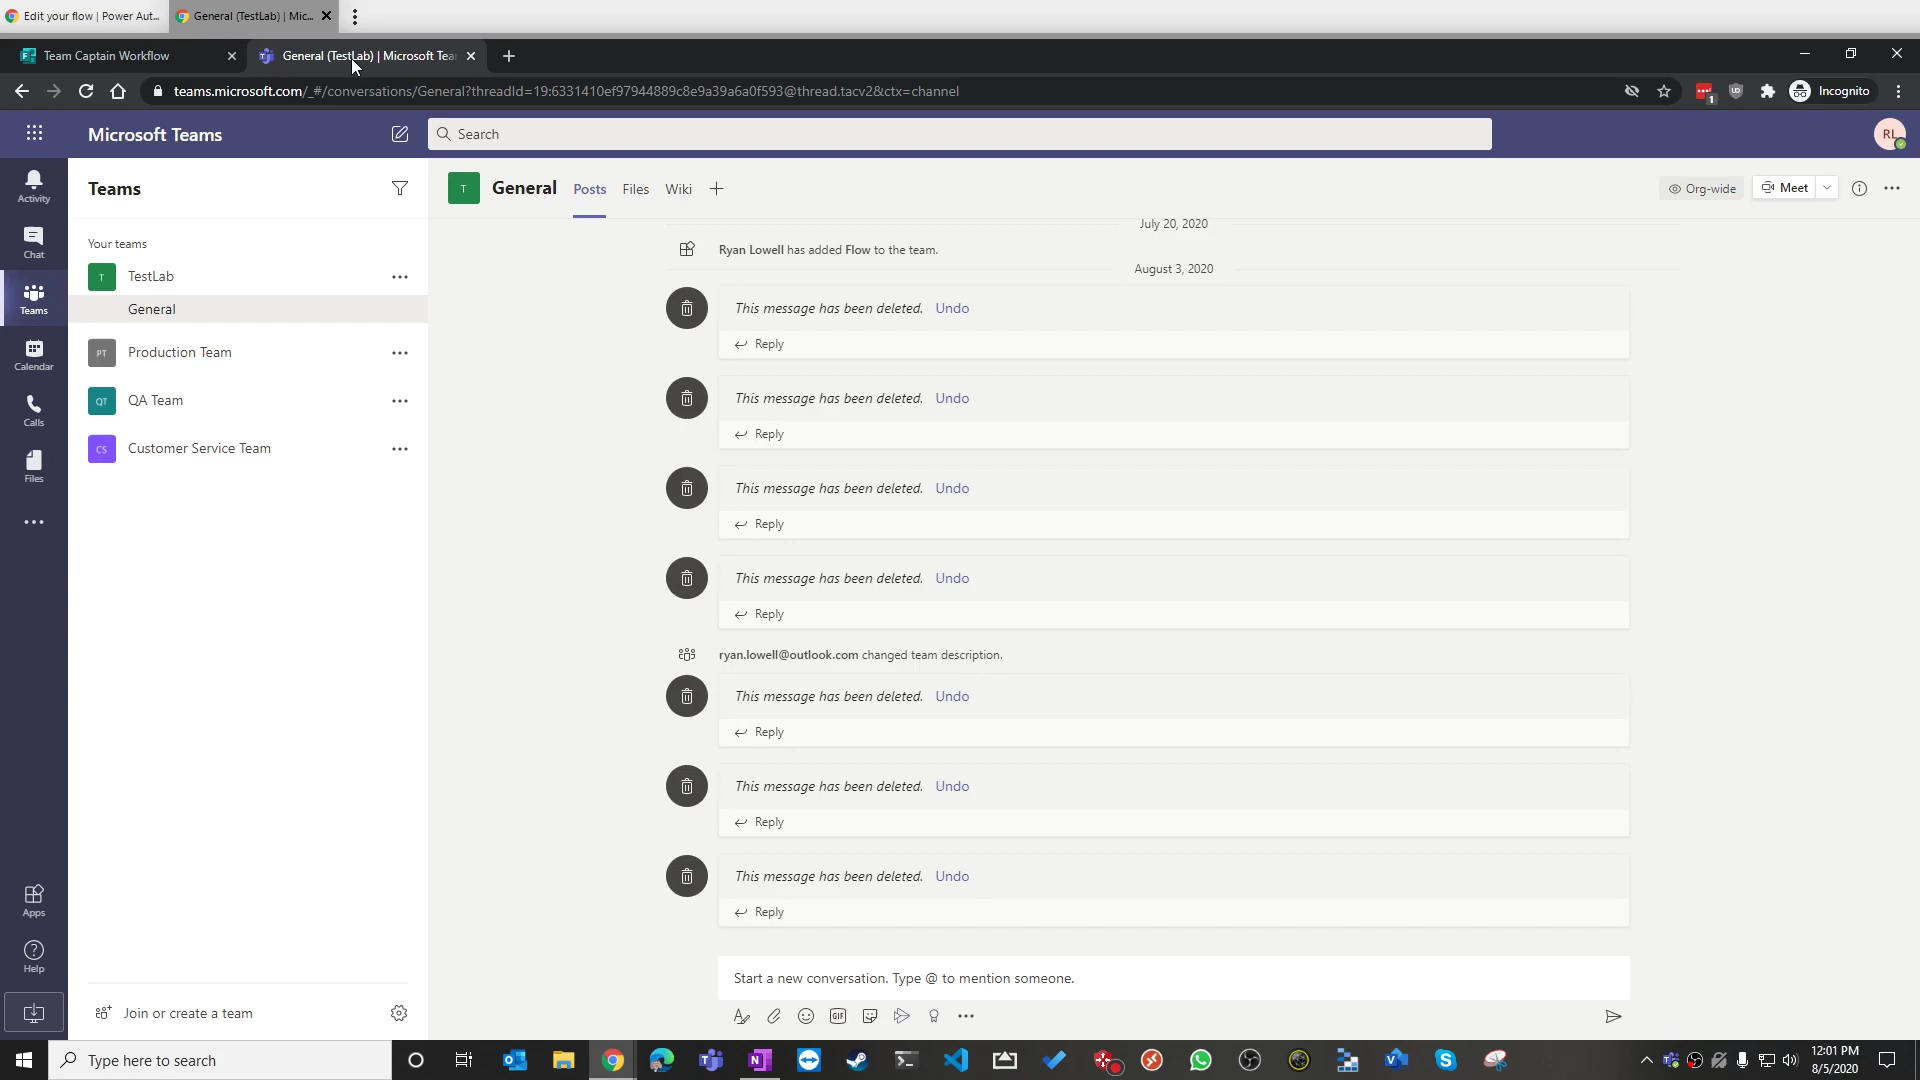 Edit your flow | Power Aut...
General (TestLab) | Mic...
Team Captain Workflow
General (TestLab) | Microsoft Tea
teams.microsoft.com/_#/conversations/General?threadId=19:6331410ef97944889c8e9a39a6a0f593@thread.tacv2&ctx=channel
1
Incognito
Microsoft Teams
Search
RL
Activity
Chat
Teams
Calendar
Calls
Files
Apps
Help
Teams
Your teams
T
TestLab
General
PT
Production Team
QT
QA Team
CS
Customer Service Team
Join or create a team
T
General
Posts
Files
Wiki
Org-wide
Meet
July 20, 2020
Ryan Lowell has added Flow to the team.
August 3, 2020
This message has been deleted. Undo
Reply
This message has been deleted. Undo
Reply
This message has been deleted. Undo
Reply
This message has been deleted. Undo
Reply
ryan.lowell@outlook.com changed team description.
This message has been deleted. Undo
Reply
This message has been deleted. Undo
Reply
This message has been deleted. Undo
Reply
Start a new conversation. Type @ to mention someone.
GIF
Type here to search
12:01 PM
8/5/2020